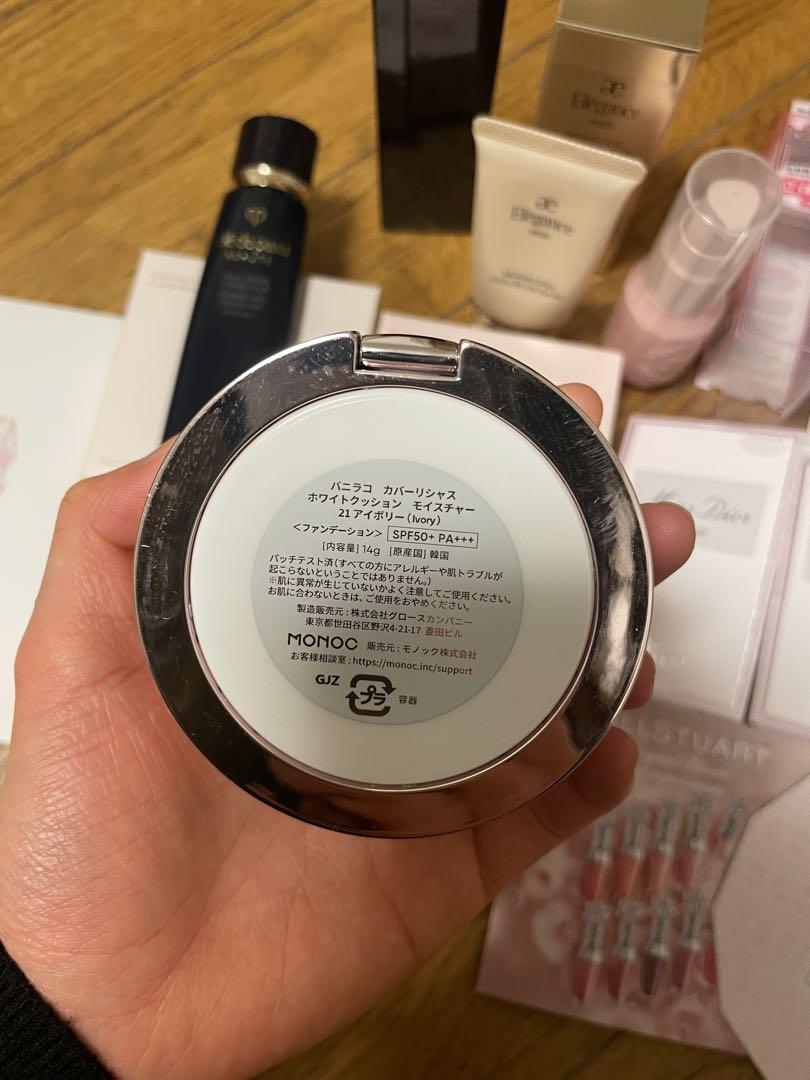 Elégance
Elégance
バニラコ カバーリシャス
ホワイトクッション モイスチャー
21 アイボリー(Ivory)
<ファンデーション> SPF50+ PA+++
[内容量] 14g [原産国] 韓国
パッチテスト済(すべての方にアレルギーや肌トラブルが
起こらないということではありません。)
※肌に異常が生じていないかよく注意してご使用ください。
お肌に合わないときは、ご使用をおやめください。
製造販売元:株式会社グロースカンパニー
東京都世田谷区野沢4-21-17 菱田ビル
MONOC 販売元:モノック株式会社
お客様相談室:https://monoc.inc/support
GJZ プラ 容器
Miss Dior
LSTUART